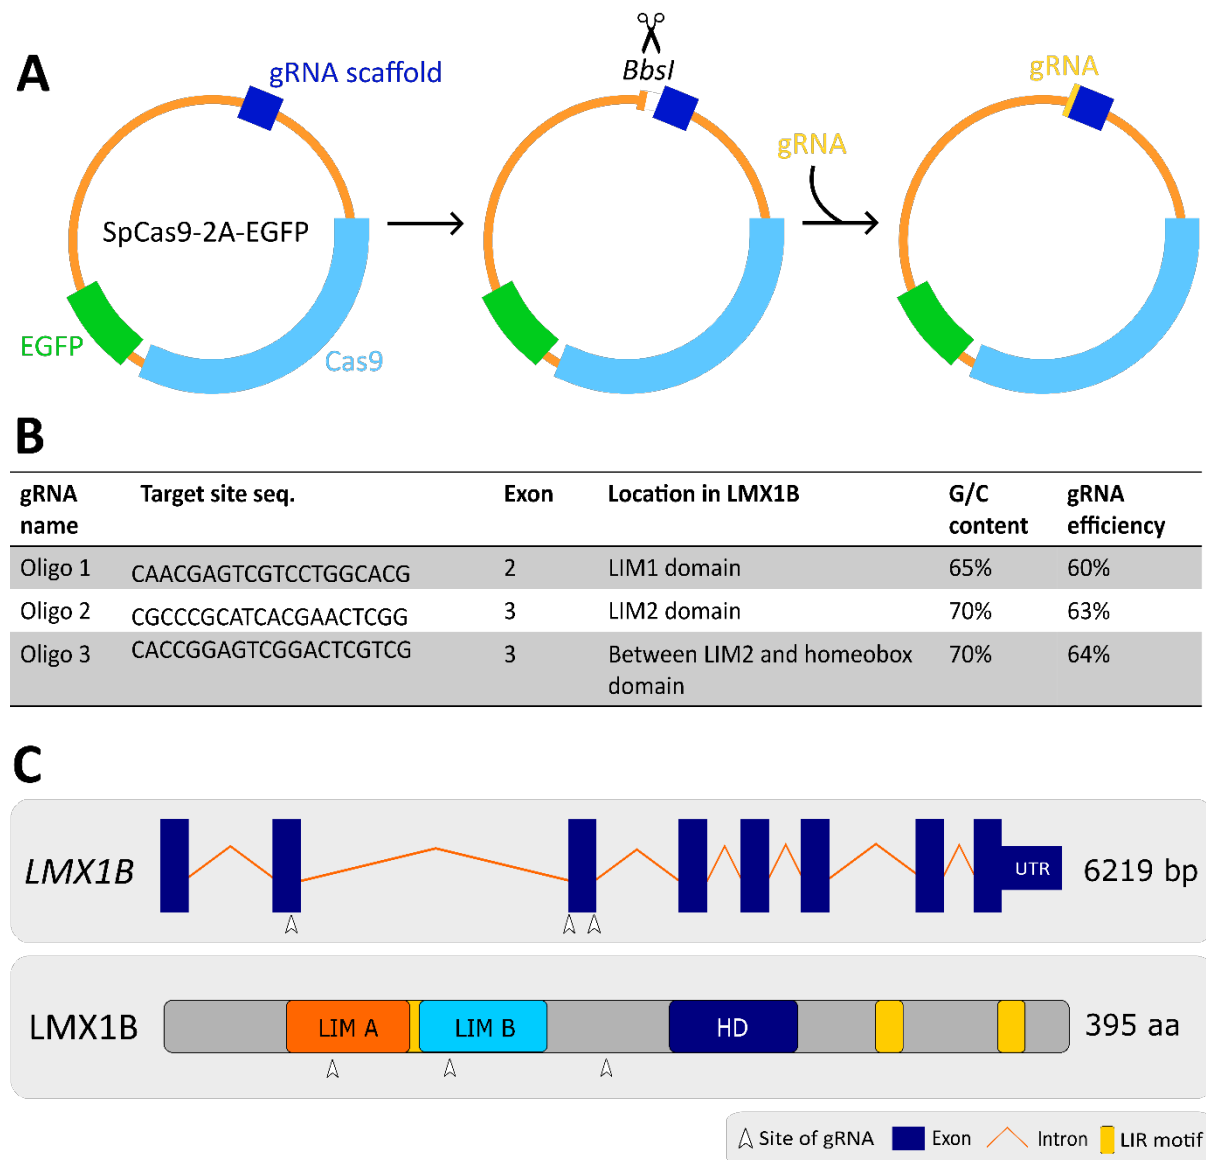 A
gRNA scaffold
BbsI
gRNA
gRNA
SpCas9-2A-EGFP
EGFP
Cas9
B
gRNA name Target site seq. Exon Location in LMX1B G/C content gRNA efficiency
Oligo 1 CAACGAGTCGTCCTGGCACG 2 LIM1 domain 65% 60%
Oligo 2 CGCCCGCATCACGAACTCGG 3 LIM2 domain 70% 63%
Oligo 3 CACCGGAGTCGGACTCGTCG 3 Between LIM2 and homeobox domain 70% 64%
C
LMX1B UTR 6219 bp
LMX1B LIM A LIM B HD 395 aa
Site of gRNA Exon Intron LIR motif